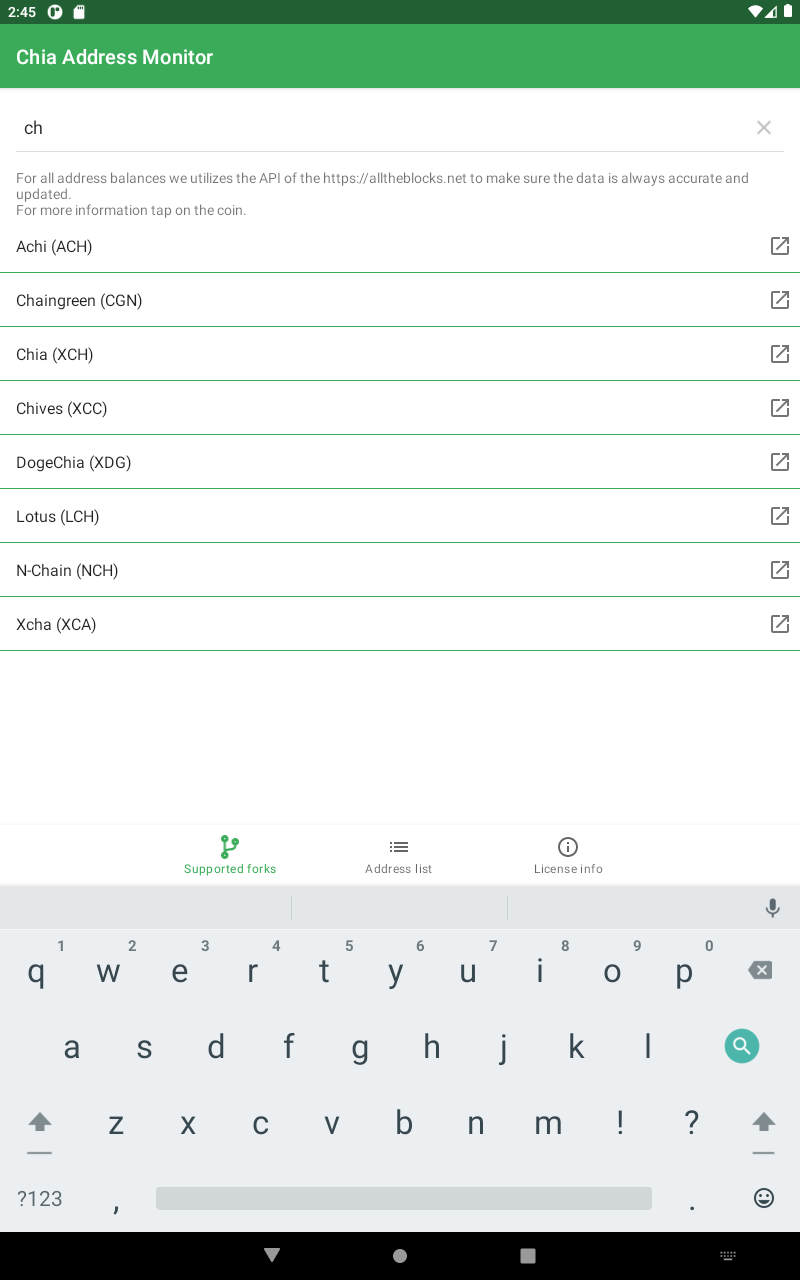 2:45
Chia Address Monitor
ch
For all address balances we utilizes the API of the https://alltheblocks.net to make sure the data is always accurate and
updated.
For more information tap on the coin.
Achi (ACH)
Chaingreen (CGN)
Chia (XCH)
Chives (XCC)
DogeChia (XDG)
Lotus (LCH)
N-Chain (NCH)
Xcha (XCA)
Supported forks Address list License info
1 2 3 4 5 6 7 8 9 0
q w e r t y u i o p
a s d f g h j k l
z x c v b n m ! ?
?123 , .